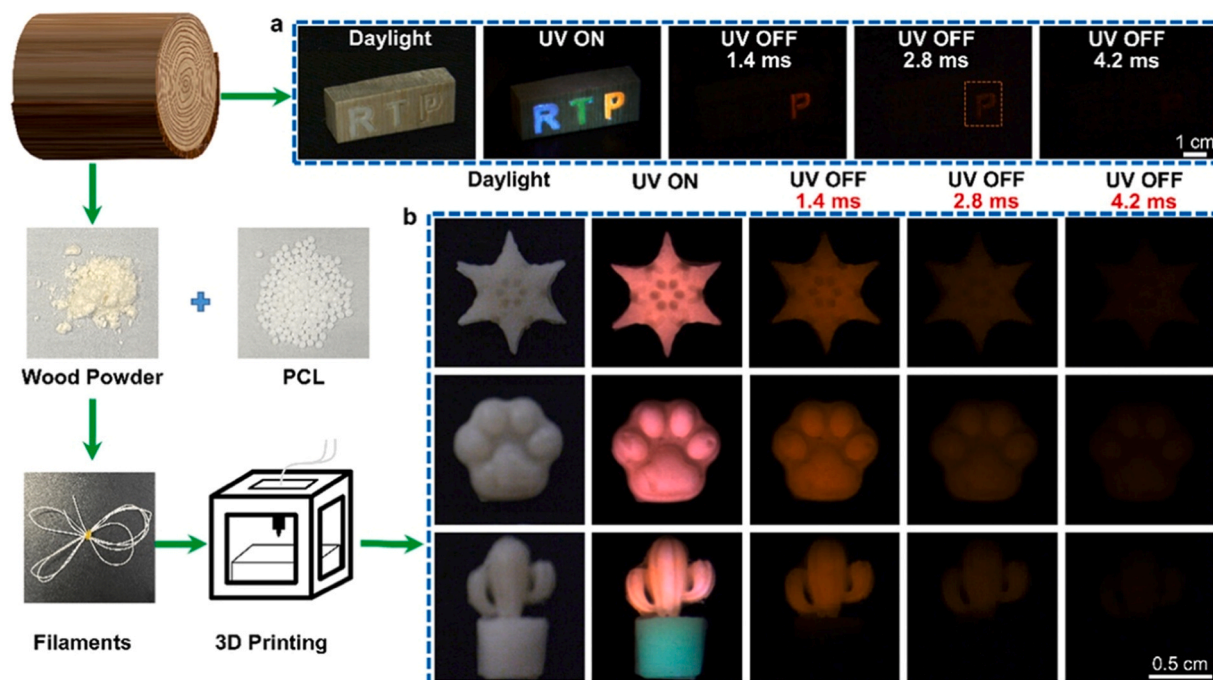 a
Daylight
UV ON
UV OFF
1.4 ms
UV OFF
2.8 ms
UV OFF
4.2 ms
R T P
R T P
P
P
1 cm
Daylight
UV ON
UV OFF
1.4 ms
UV OFF
2.8 ms
UV OFF
4.2 ms
b
Wood Powder
PCL
Filaments
3D Printing
0.5 cm